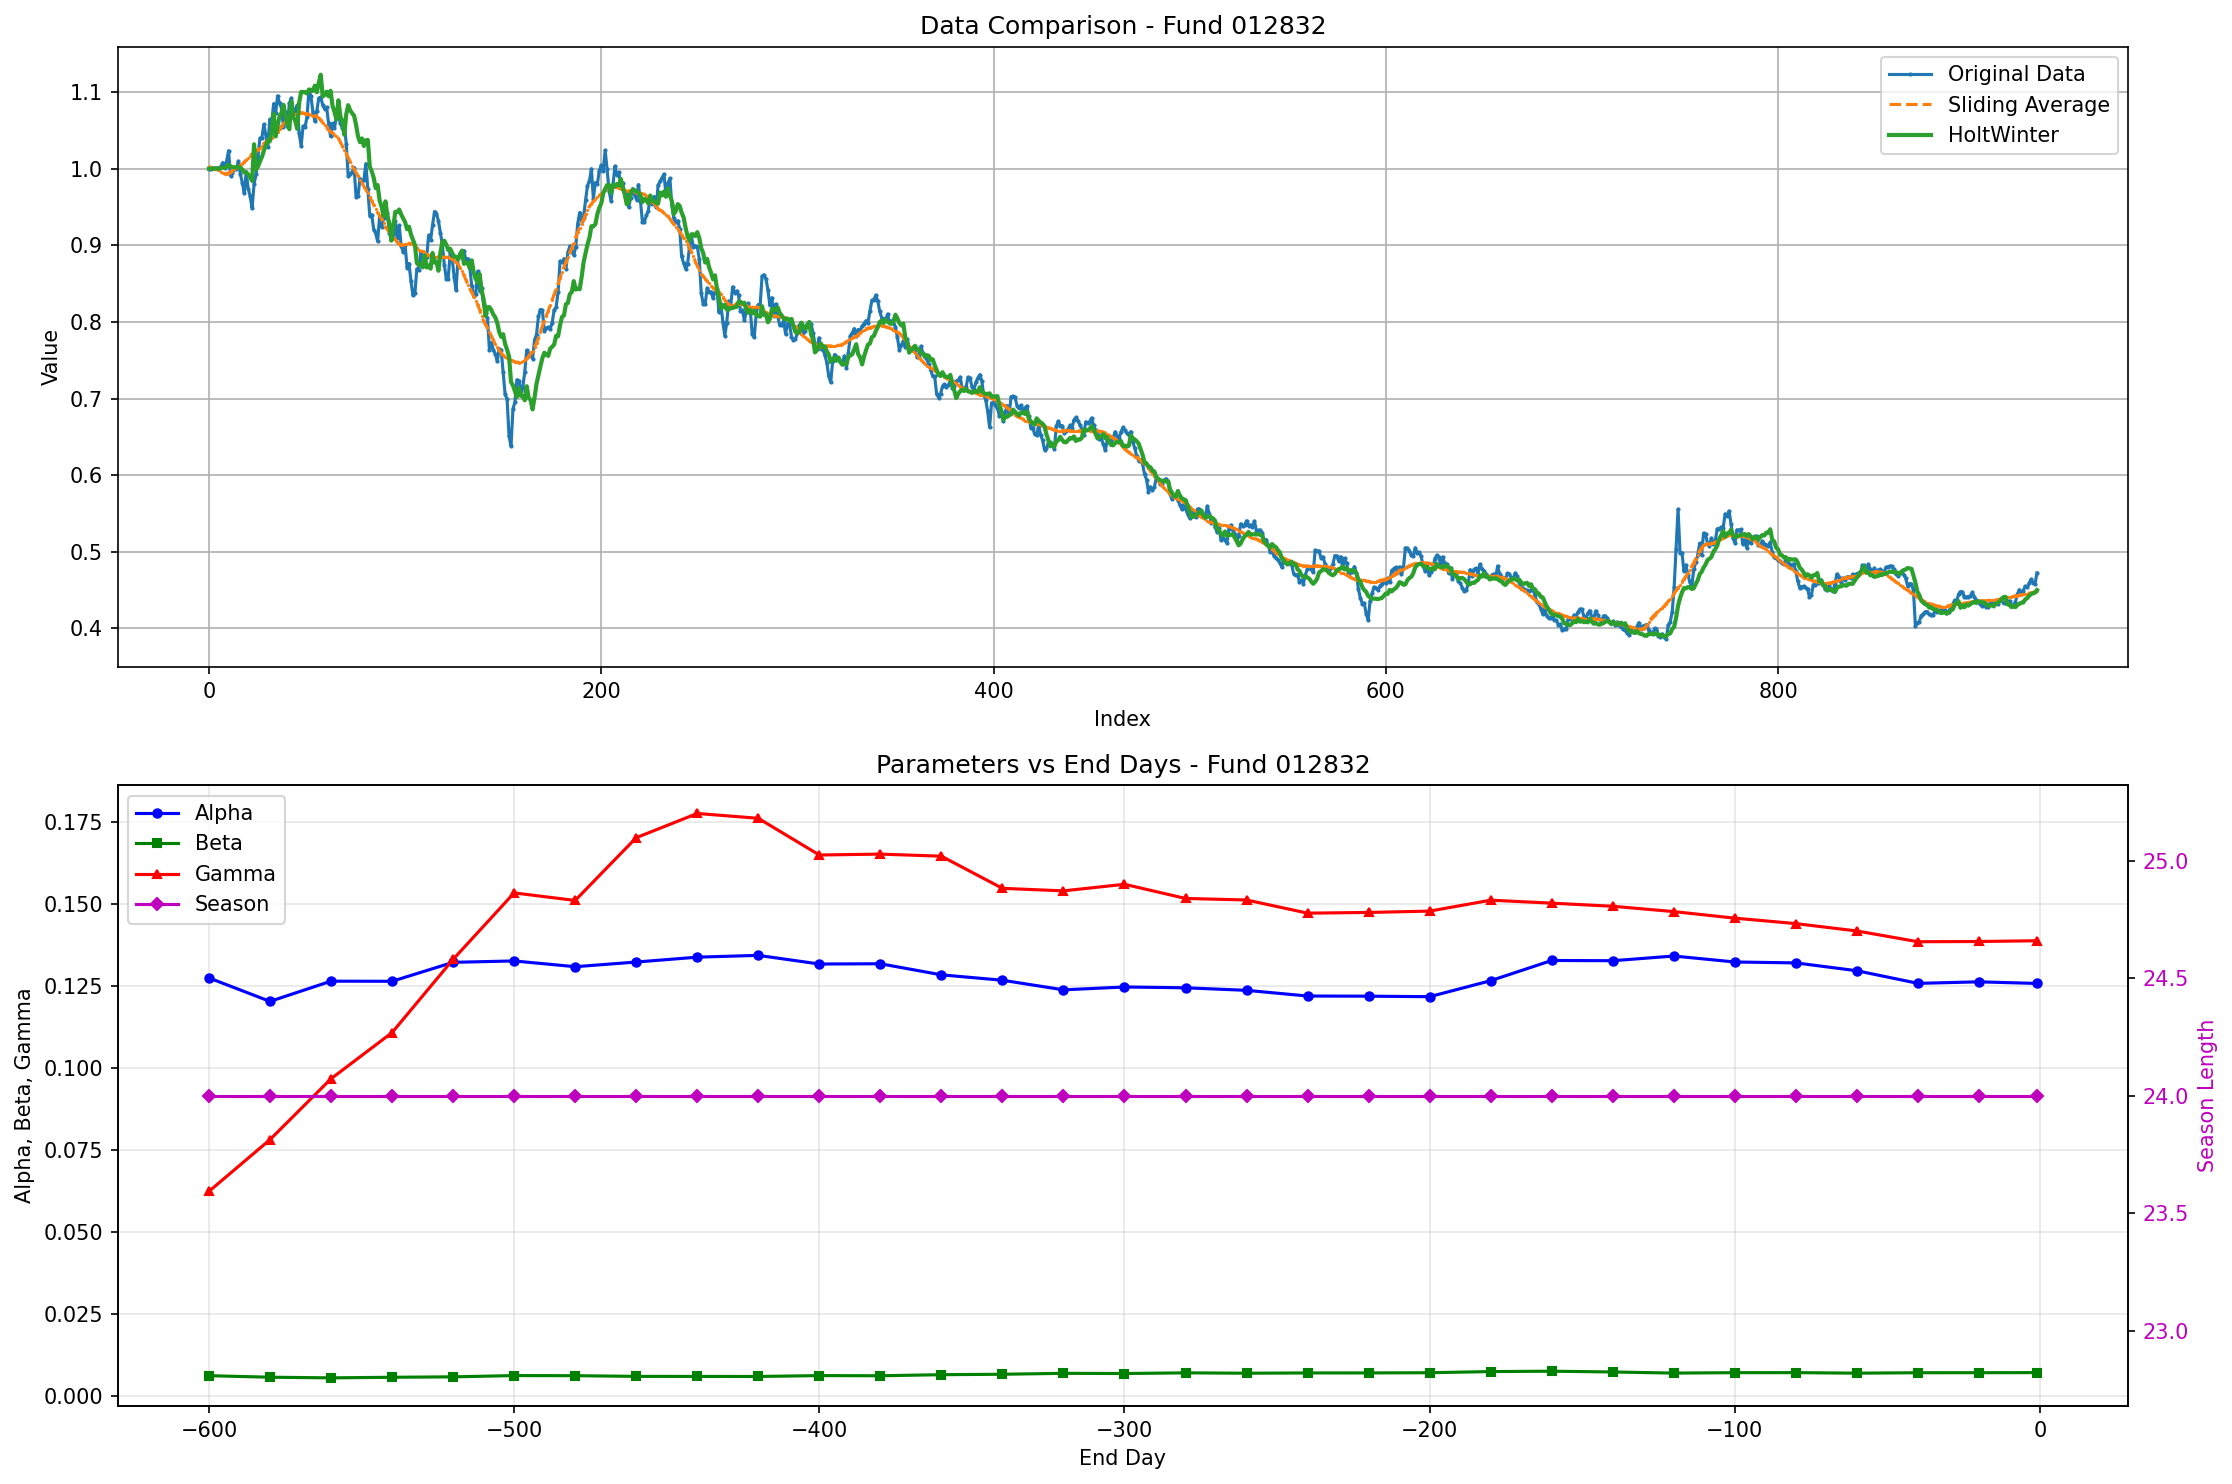 Data Comparison - Fund 012832
Value
1.1
1.0
0.9
0.8
0.7
0.6
0.5
0.4
Original Data
Sliding Average
HoltWinter
0
200
400
600
800
Index
Parameters vs End Days - Fund 012832
Alpha, Beta, Gamma
0.175
0.150
0.125
0.100
0.075
0.050
0.025
0.000
Alpha
Beta
Gamma
Season
25.0
24.5
24.0
23.5
23.0
Season Length
−600
−500
−400
−300
−200
−100
0
End Day